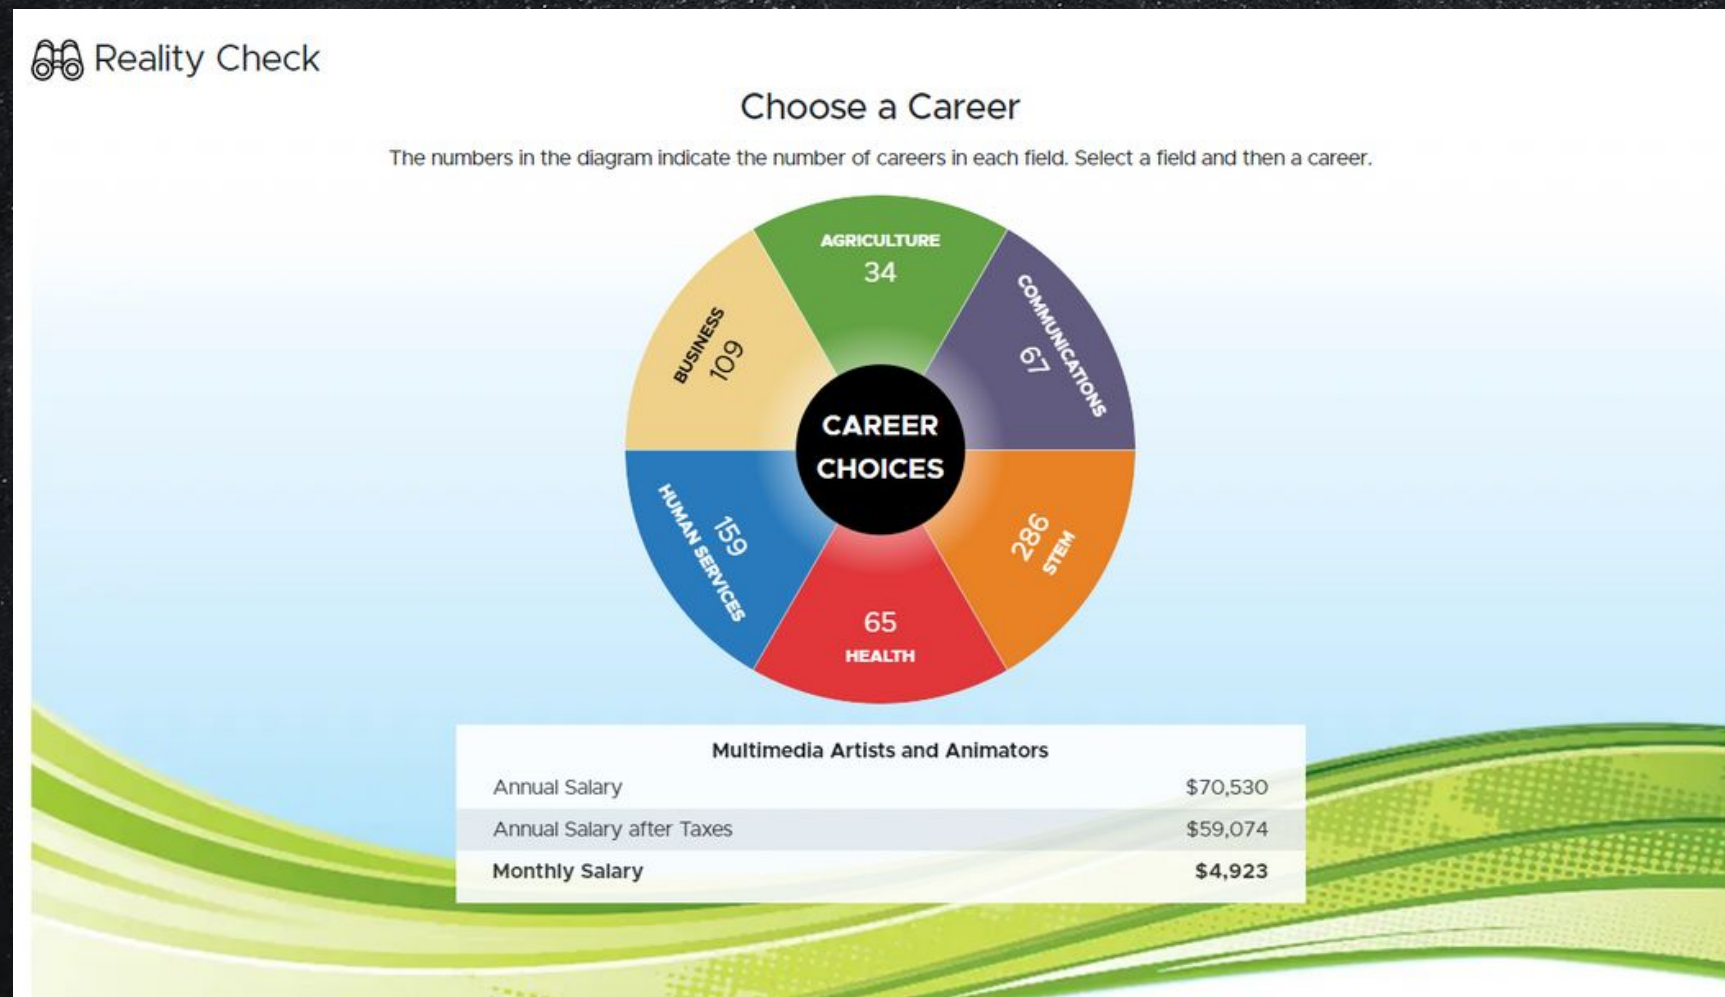 Reality Check
Choose a Career
The numbers in the diagram indicate the number of careers in each field. Select a field and then a career.
AGRICULTURE
34
COMMUNICATIONS
67
286
STEM
65
HEALTH
159
HUMAN SERVICES
BUSINESS
109
CAREER
CHOICES
Multimedia Artists and Animators
Annual Salary $70,530
Annual Salary after Taxes $59,074
Monthly Salary $4,923